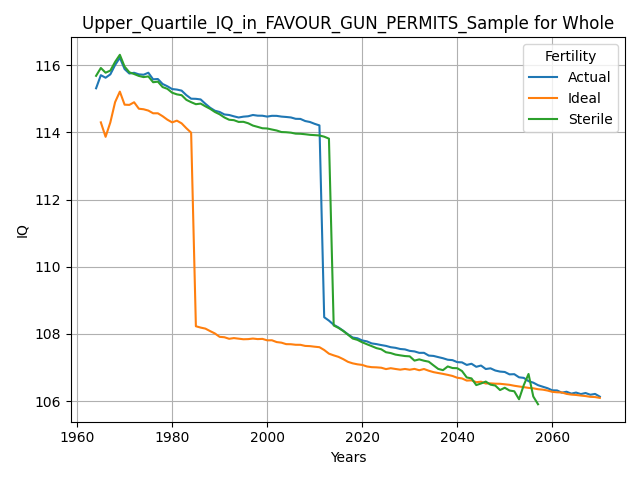 Upper_Quartile_IQ_in_FAVOUR_GUN_PERMITS_Sample for Whole
Fertility
Actual
Ideal
Sterile
116
114
112
110
108
106
IQ
1960
1980
2000
2020
2040
2060
Years